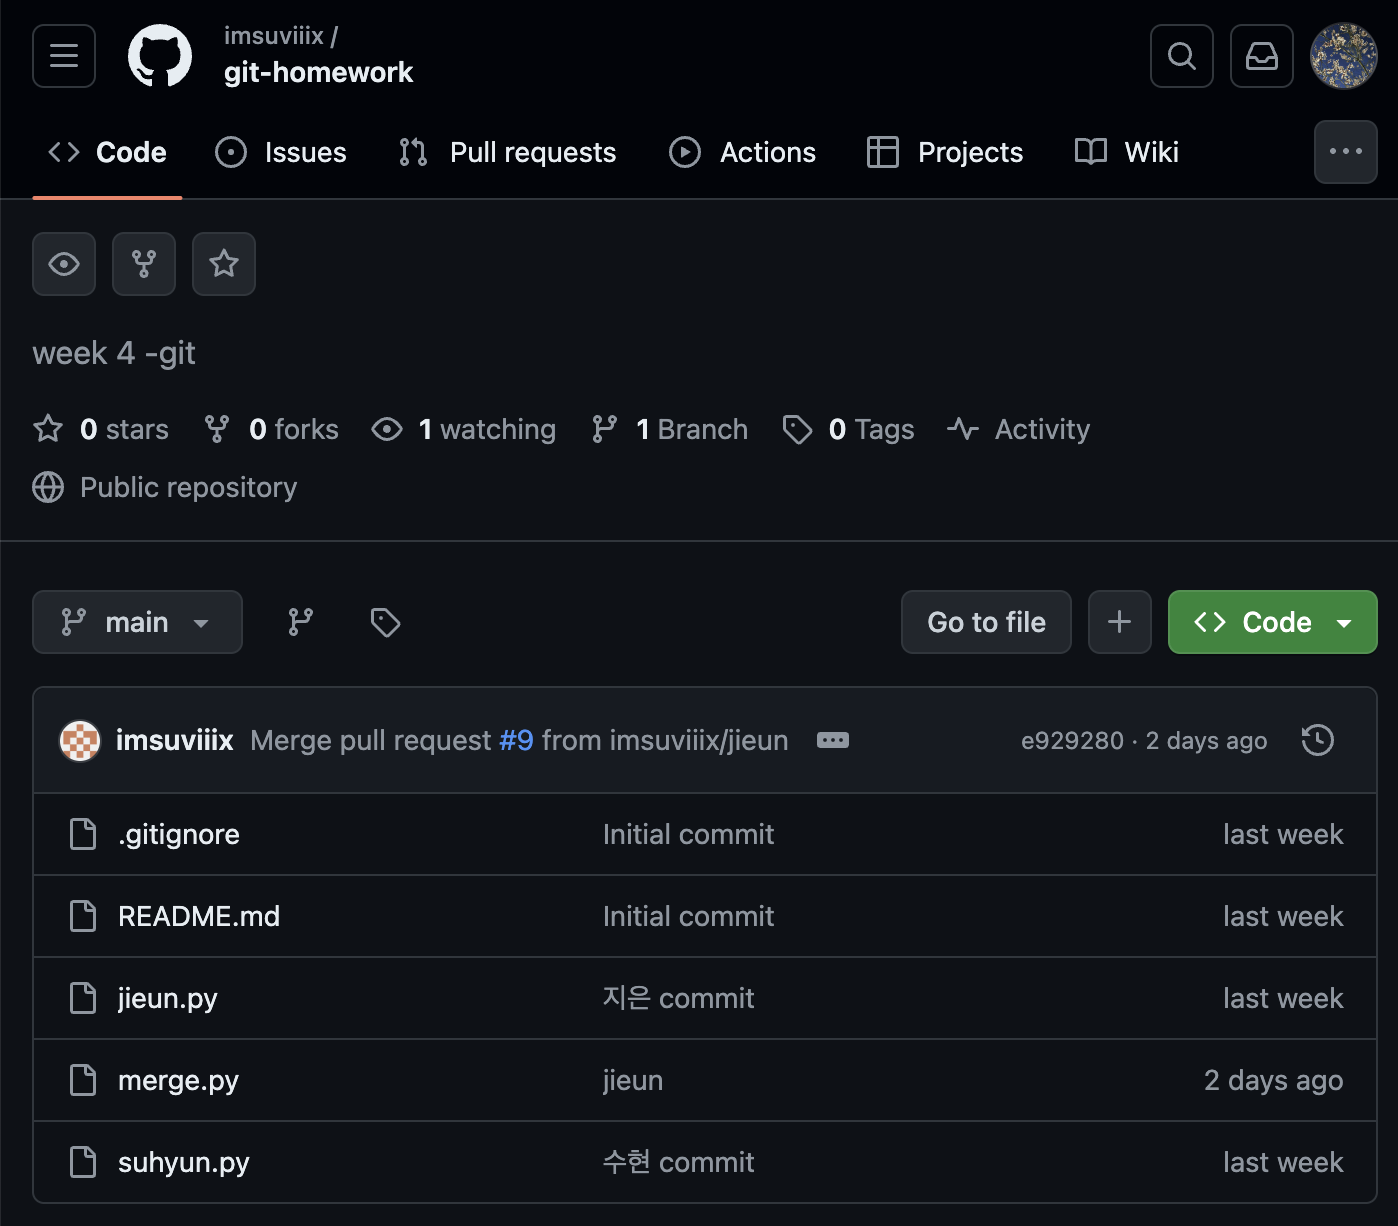 imsuviiix /
git-homework
Code Issues Pull requests Actions Projects Wiki
week 4 -git
0 stars 0 forks 1 watching 1 Branch 0 Tags Activity
Public repository
main Go to file Code
imsuviiix Merge pull request #9 from imsuviiix/jieun e929280 · 2 days ago
.gitignore Initial commit last week
README.md Initial commit last week
jieun.py 지은 commit last week
merge.py jieun 2 days ago
suhyun.py 수현 commit last week